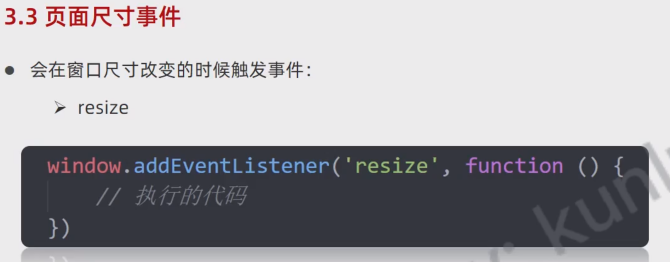 3.3 页面尺寸事件
● 会在窗口尺寸改变的时候触发事件：
➢ resize
window.addEventListener('resize', function () {
// 执行的代码
})